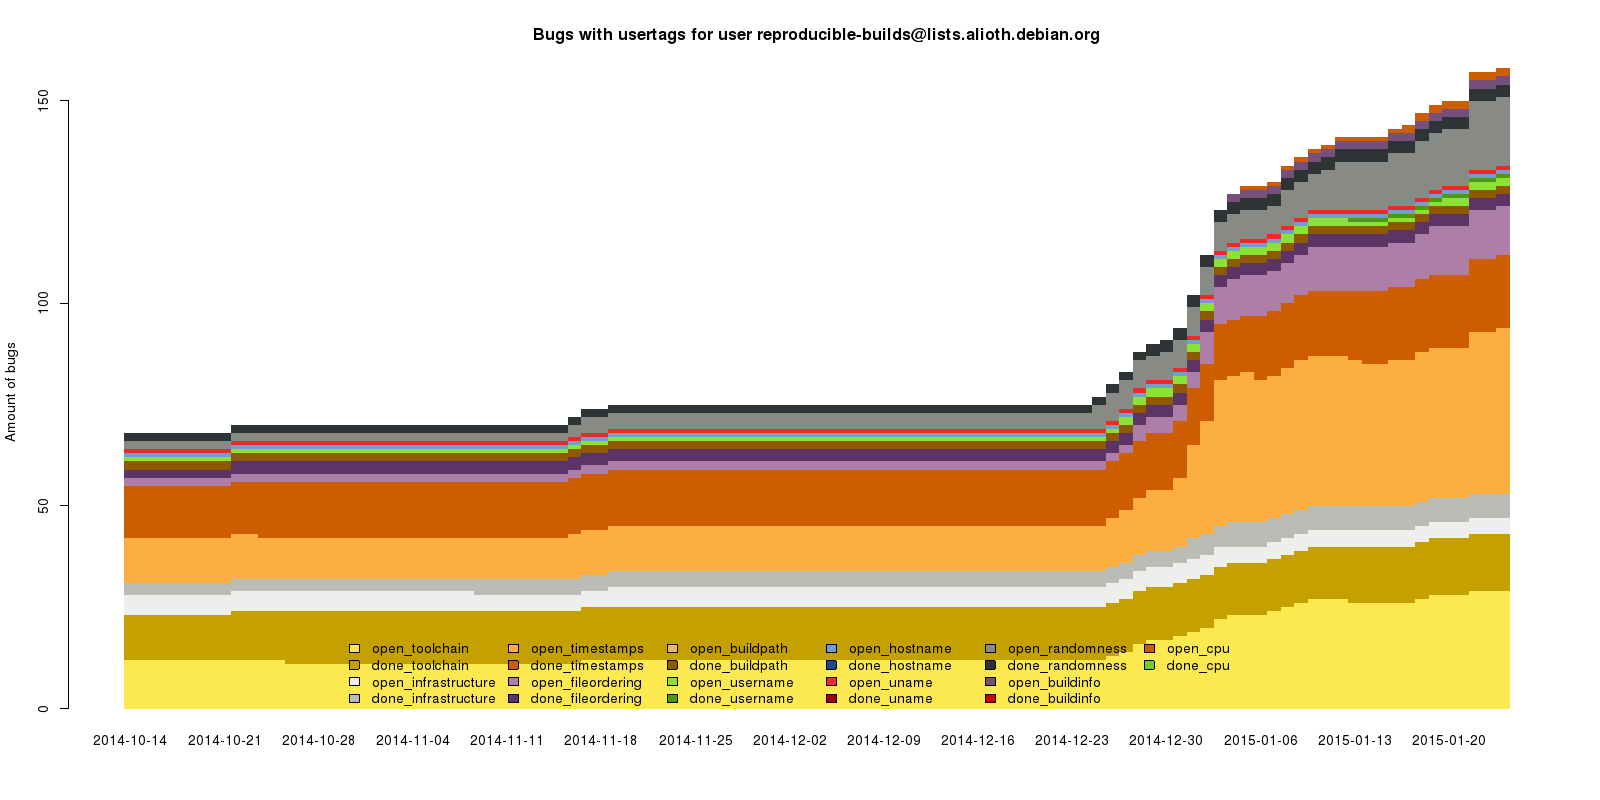 Bugs with usertags for user reproducible-builds@lists.alioth.debian.org
150
100
50
0
Amount of bugs
open_toolchain open_timestamps open_buildpath open_hostname open_randomness open_cpu
done_toolchain done_timestamps done_buildpath done_hostname done_randomness done_cpu
open_infrastructure open_fileordering open_username open_uname open_buildinfo
done_infrastructure done_fileordering done_username done_uname done_buildinfo
2014-10-14 2014-10-21 2014-10-28 2014-11-04 2014-11-11 2014-11-18 2014-11-25 2014-12-02 2014-12-09 2014-12-16 2014-12-23 2014-12-30 2015-01-06 2015-01-13 2015-01-20